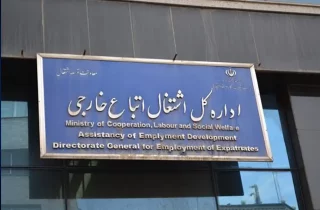 اداره کل اشتغال اتباع خارجی
Ministry of Cooperation, Labour and Social Welfare
Assistancy of Emplyment Development
Directorate General for Employment of Expatriates